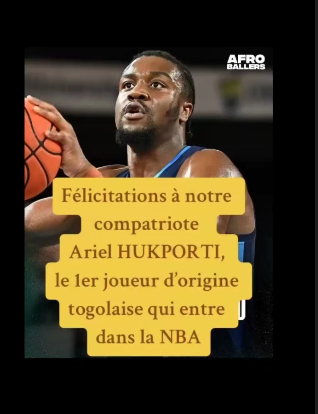 AFRO
BALLERS
Félicitations à notre
compatriote
Ariel HUKPORTI,
le 1er joueur d'origine
togolaise qui entre
dans la NBA